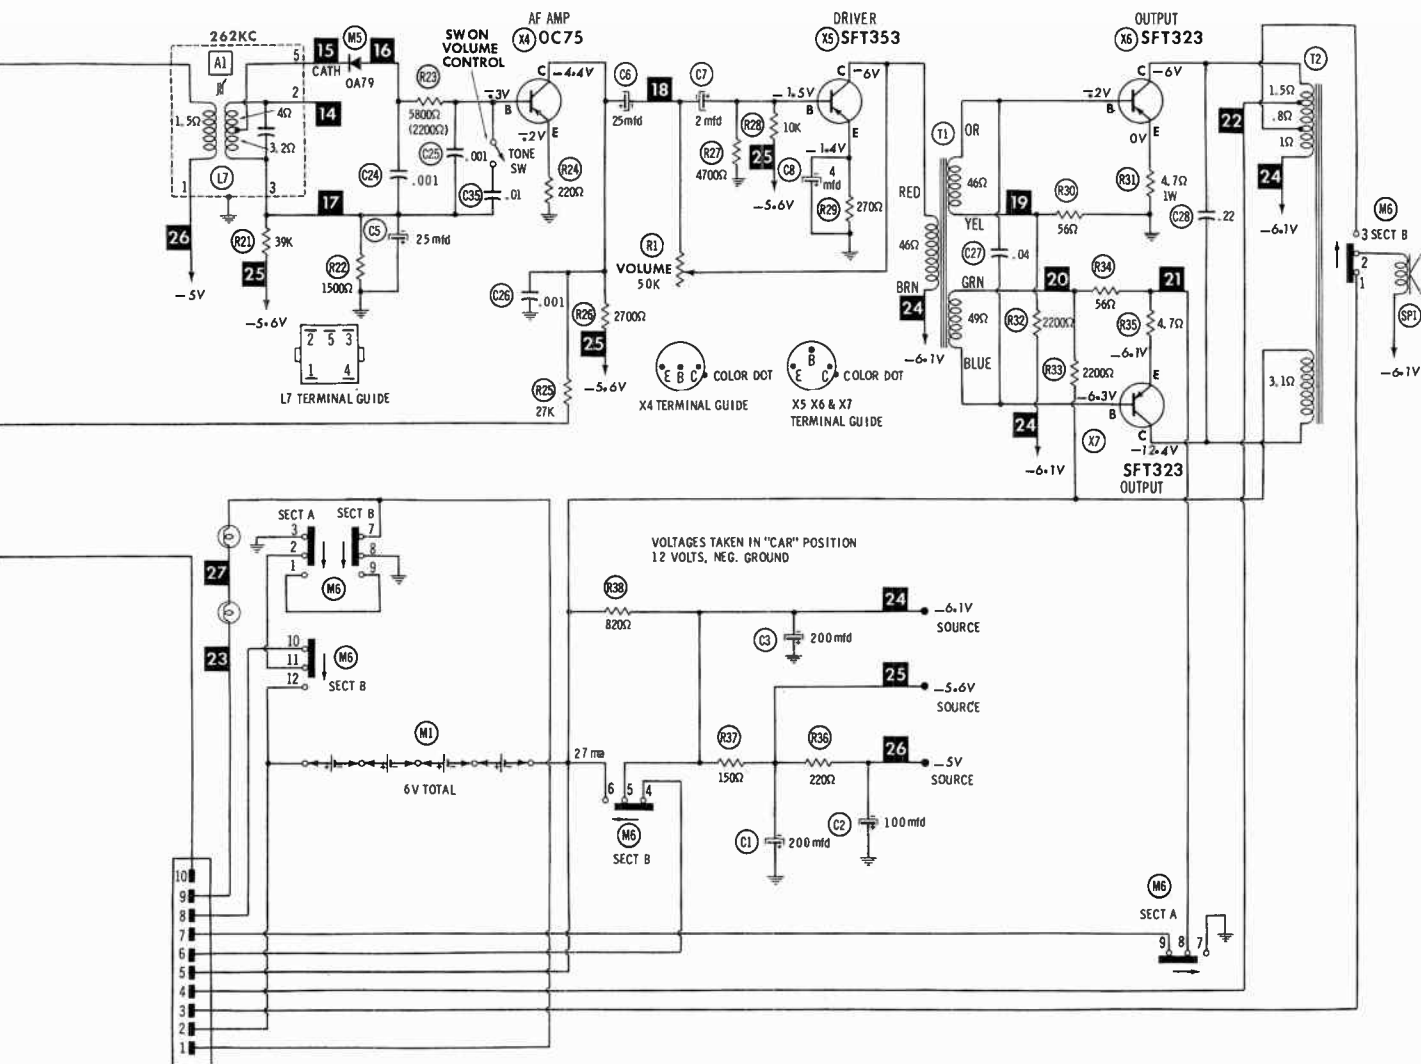 262KC
A1
1.5Ω
4Ω
3.2Ω
5
2
1
3
L7
15
CATH
M5
OA79
16
14
17
26
-5V
R21
39K
25
-5.6V
R22
1500Ω
C5
25mfd
C24
.001
R23
5800Ω
(2200Ω)
C25
.001
C35
.01
TONE
SW
SW ON
VOLUME
CONTROL
AF AMP
X4 OC75
C
-4.4V
-.3V
B
-.2V
E
R24
220Ω
C6
25mfd
18
C7
2 mfd
R27
4700Ω
R28
10K
25
-5.6V
R1
VOLUME
50K
C26
.001
R26
2700Ω
25
-5.6V
R25
27K
DRIVER
X5 SFT353
C
-6V
-1.5V
B
E
-1.4V
C8
4
mfd
R29
270Ω
T1
RED
46Ω
BRN
24
-6.1V
OR
46Ω
YEL
GRN
49Ω
BLUE
19
R30
56Ω
C27
.04
20
R34
56Ω
21
R32
2200Ω
R33
2200Ω
24
-6.1V
OUTPUT
X6 SFT323
C
-6V
-.2V
B
E
0V
R31
4.7Ω
1W
R35
4.7Ω
-6.1V
E
-6.3V
B
C
-12.4V
X7
SFT323
OUTPUT
C28
.22
22
T2
1.5Ω
.8Ω
1Ω
24
-6.1V
3.1Ω
M6
3 SECT B
2
1
SP1
-6.1V
2 5 3
1 4
L7 TERMINAL GUIDE
E B C
COLOR DOT
X4 TERMINAL GUIDE
B
E C
COLOR DOT
X5 X6 & X7
TERMINAL GUIDE
VOLTAGES TAKEN IN "CAR" POSITION
12 VOLTS, NEG. GROUND
SECT A
SECT B
3
2
1
7
8
9
M6
27
23
10
11
12
M6
SECT B
M1
6V TOTAL
27 ma
6 5 4
M6
SECT B
R38
820Ω
C3
200mfd
24
-6.1V
SOURCE
25
-5.6V
SOURCE
R37
150Ω
R36
220Ω
26
-5V
SOURCE
C1
200mfd
C2
100mfd
M6
SECT A
9 8 7
10
9
8
7
6
5
4
3
2
1